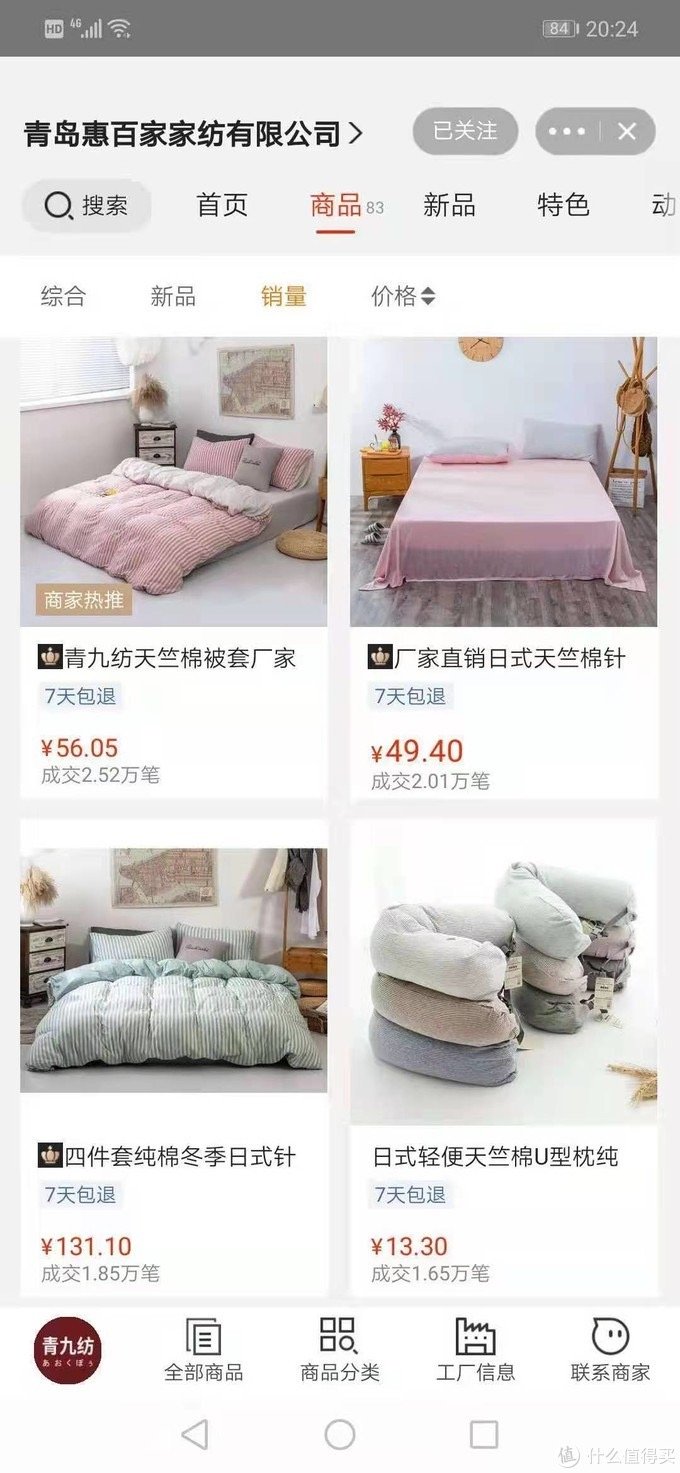 HD 4G 84 20:24
青岛惠百家家纺有限公司 已关注
搜索 首页 商品 83 新品 特色 动
综合 新品 销量 价格
商家热推
青九纺天竺棉被套厂家
7天包退
¥56.05
成交2.52万笔
厂家直销日式天竺棉针
7天包退
¥49.40
成交2.01万笔
四件套纯棉冬季日式针
7天包退
¥131.10
成交1.85万笔
日式轻便天竺棉U型枕纯
7天包退
¥13.30
成交1.65万笔
青九纺
あおくぼう
全部商品 商品分类 工厂信息 联系商家
值 什么值得买